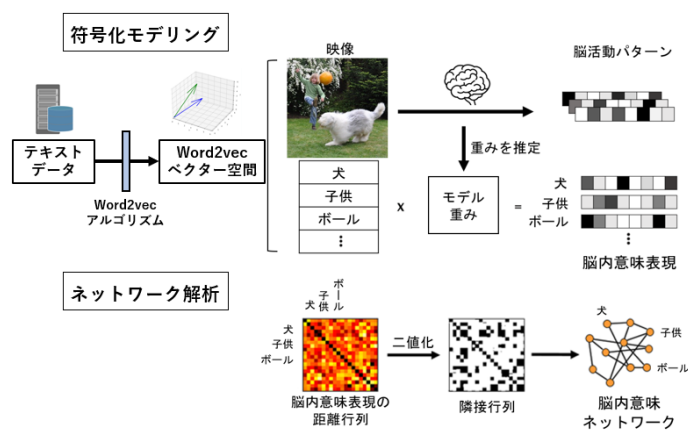 符号化モデリング
映像
脳活動パターン
テキスト
データ
Word2vec
アルゴリズム
Word2vec
ベクター空間
重みを推定
犬
子供
ボール
⋮
x
モデル
重み
=
犬
子供
ボール
⋮
脳内意味表現
ネットワーク解析
犬
子供
ボール
犬
子供
ボール
脳内意味表現の
距離行列
二値化
隣接行列
犬
子供
ボール
脳内意味
ネットワーク